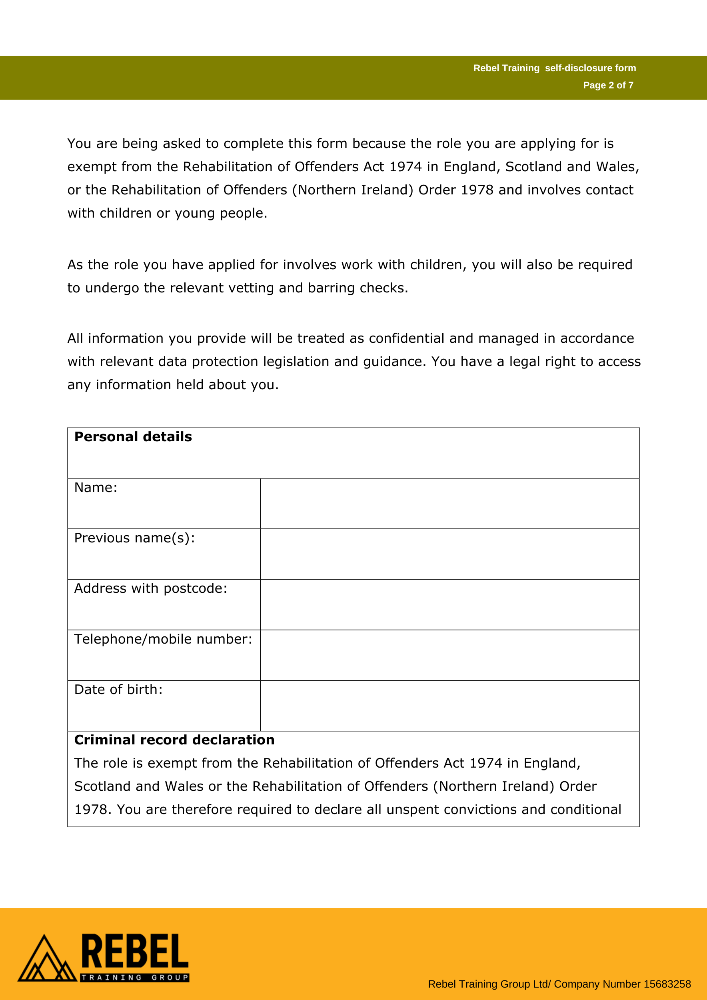 Rebel Training  self-disclosure form
Page 2 of 7
You are being asked to complete this form because the role you are applying for is
exempt from the Rehabilitation of Offenders Act 1974 in England, Scotland and Wales,
or the Rehabilitation of Offenders (Northern Ireland) Order 1978 and involves contact
with children or young people.
As the role you have applied for involves work with children, you will also be required
to undergo the relevant vetting and barring checks.
All information you provide will be treated as confidential and managed in accordance
with relevant data protection legislation and guidance. You have a legal right to access
any information held about you.
Personal details
Name:
Previous name(s):
Address with postcode:
Telephone/mobile number:
Date of birth:
Criminal record declaration
The role is exempt from the Rehabilitation of Offenders Act 1974 in England,
Scotland and Wales or the Rehabilitation of Offenders (Northern Ireland) Order
1978. You are therefore required to declare all unspent convictions and conditional
REBEL
TRAINING GROUP
Rebel Training Group Ltd/ Company Number 15683258